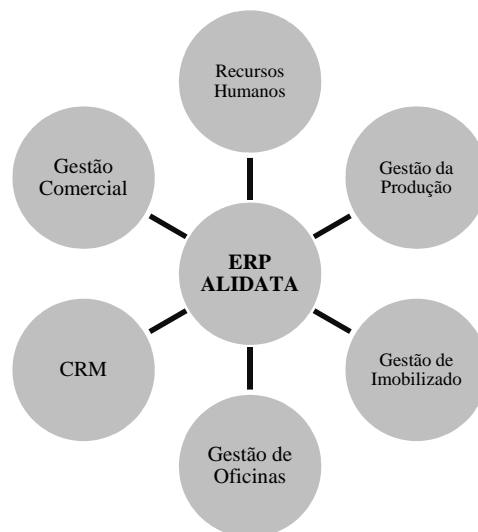 Recursos
Humanos
Gestão
Comercial
Gestão da
Produção
ERP
ALIDATA
CRM
Gestão de
Imobilizado
Gestão de
Oficinas